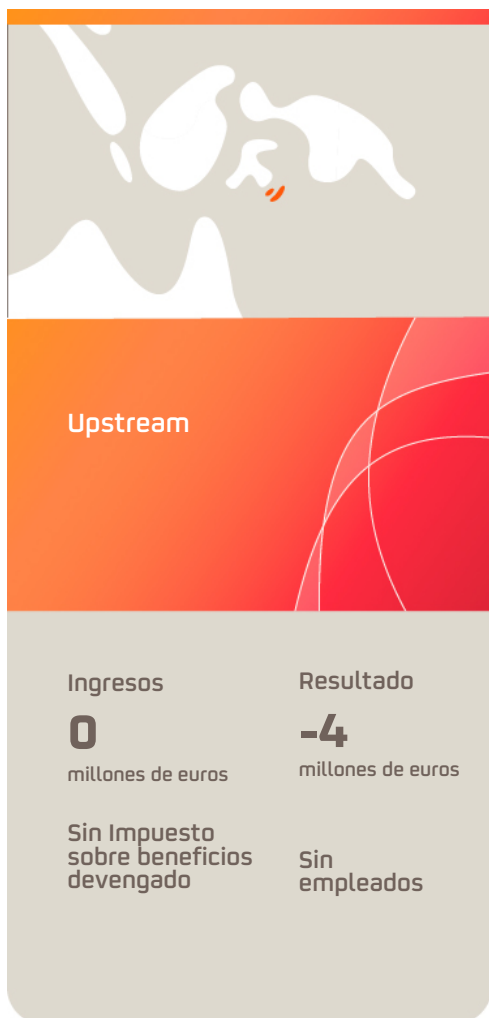 Upstream
Ingresos
0
millones de euros
Resultado
-4
millones de euros
Sin Impuesto
sobre beneficios
devengado
Sin
empleados